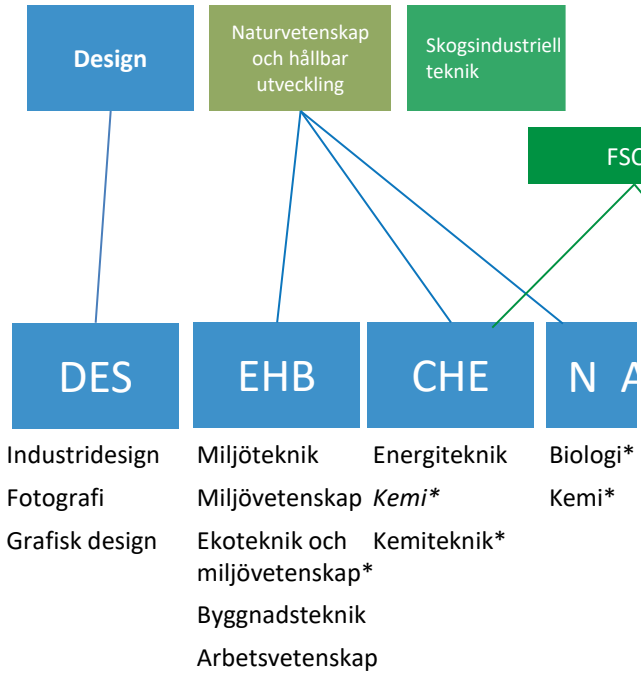 Design
Naturvetenskap
och hållbar
utveckling
Skogsindustriell
teknik
FSC
DES
EHB
CHE
N A
Industridesign
Fotografi
Grafisk design
Miljöteknik
Miljövetenskap
Ekoteknik och
miljövetenskap*
Byggnadsteknik
Arbetsvetenskap
Energiteknik
Kemi*
Kemiteknik*
Biologi*
Kemi*